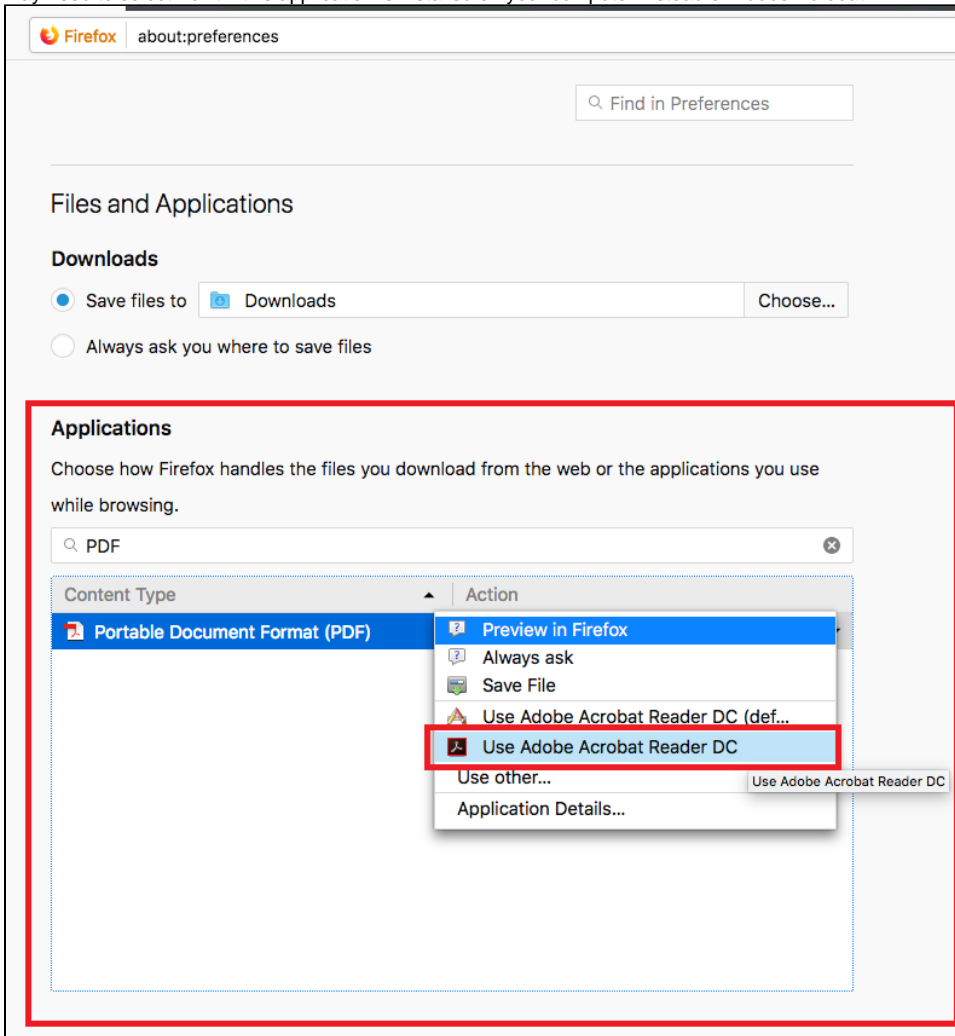 Firefox about:preferences
Find in Preferences
Files and Applications
Downloads
Save files to Downloads Choose...
Always ask you where to save files
Applications
Choose how Firefox handles the files you download from the web or the applications you use
while browsing.
PDF
Content Type Action
Portable Document Format (PDF)
Preview in Firefox
Always ask
Save File
Use Adobe Acrobat Reader DC (def...
Use Adobe Acrobat Reader DC
Use other...
Use Adobe Acrobat Reader DC
Application Details...